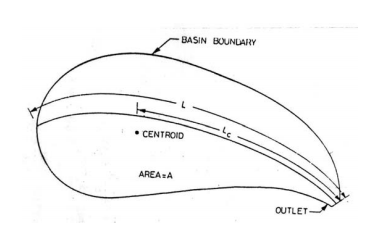 BASIN BOUNDARY
L
Lc
CENTROID
AREA=A
OUTLET